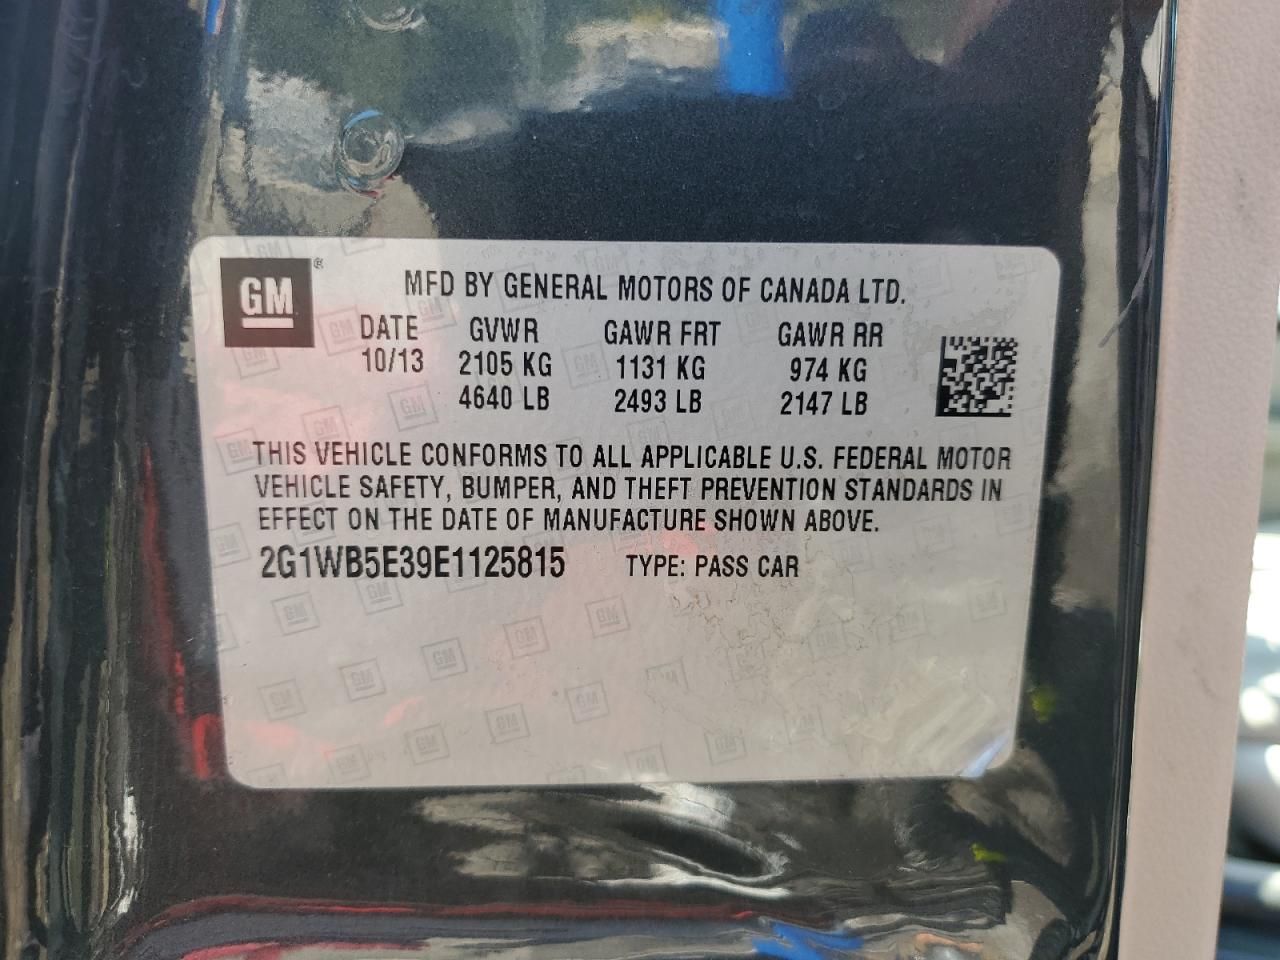 GM®
MFD BY GENERAL MOTORS OF CANADA LTD.
DATE GVWR GAWR FRT GAWR RR
10/13 2105 KG 1131 KG 974 KG
4640 LB 2493 LB 2147 LB
THIS VEHICLE CONFORMS TO ALL APPLICABLE U.S. FEDERAL MOTOR
VEHICLE SAFETY, BUMPER, AND THEFT PREVENTION STANDARDS IN
EFFECT ON THE DATE OF MANUFACTURE SHOWN ABOVE.
2G1WB5E39E1125815 TYPE: PASS CAR